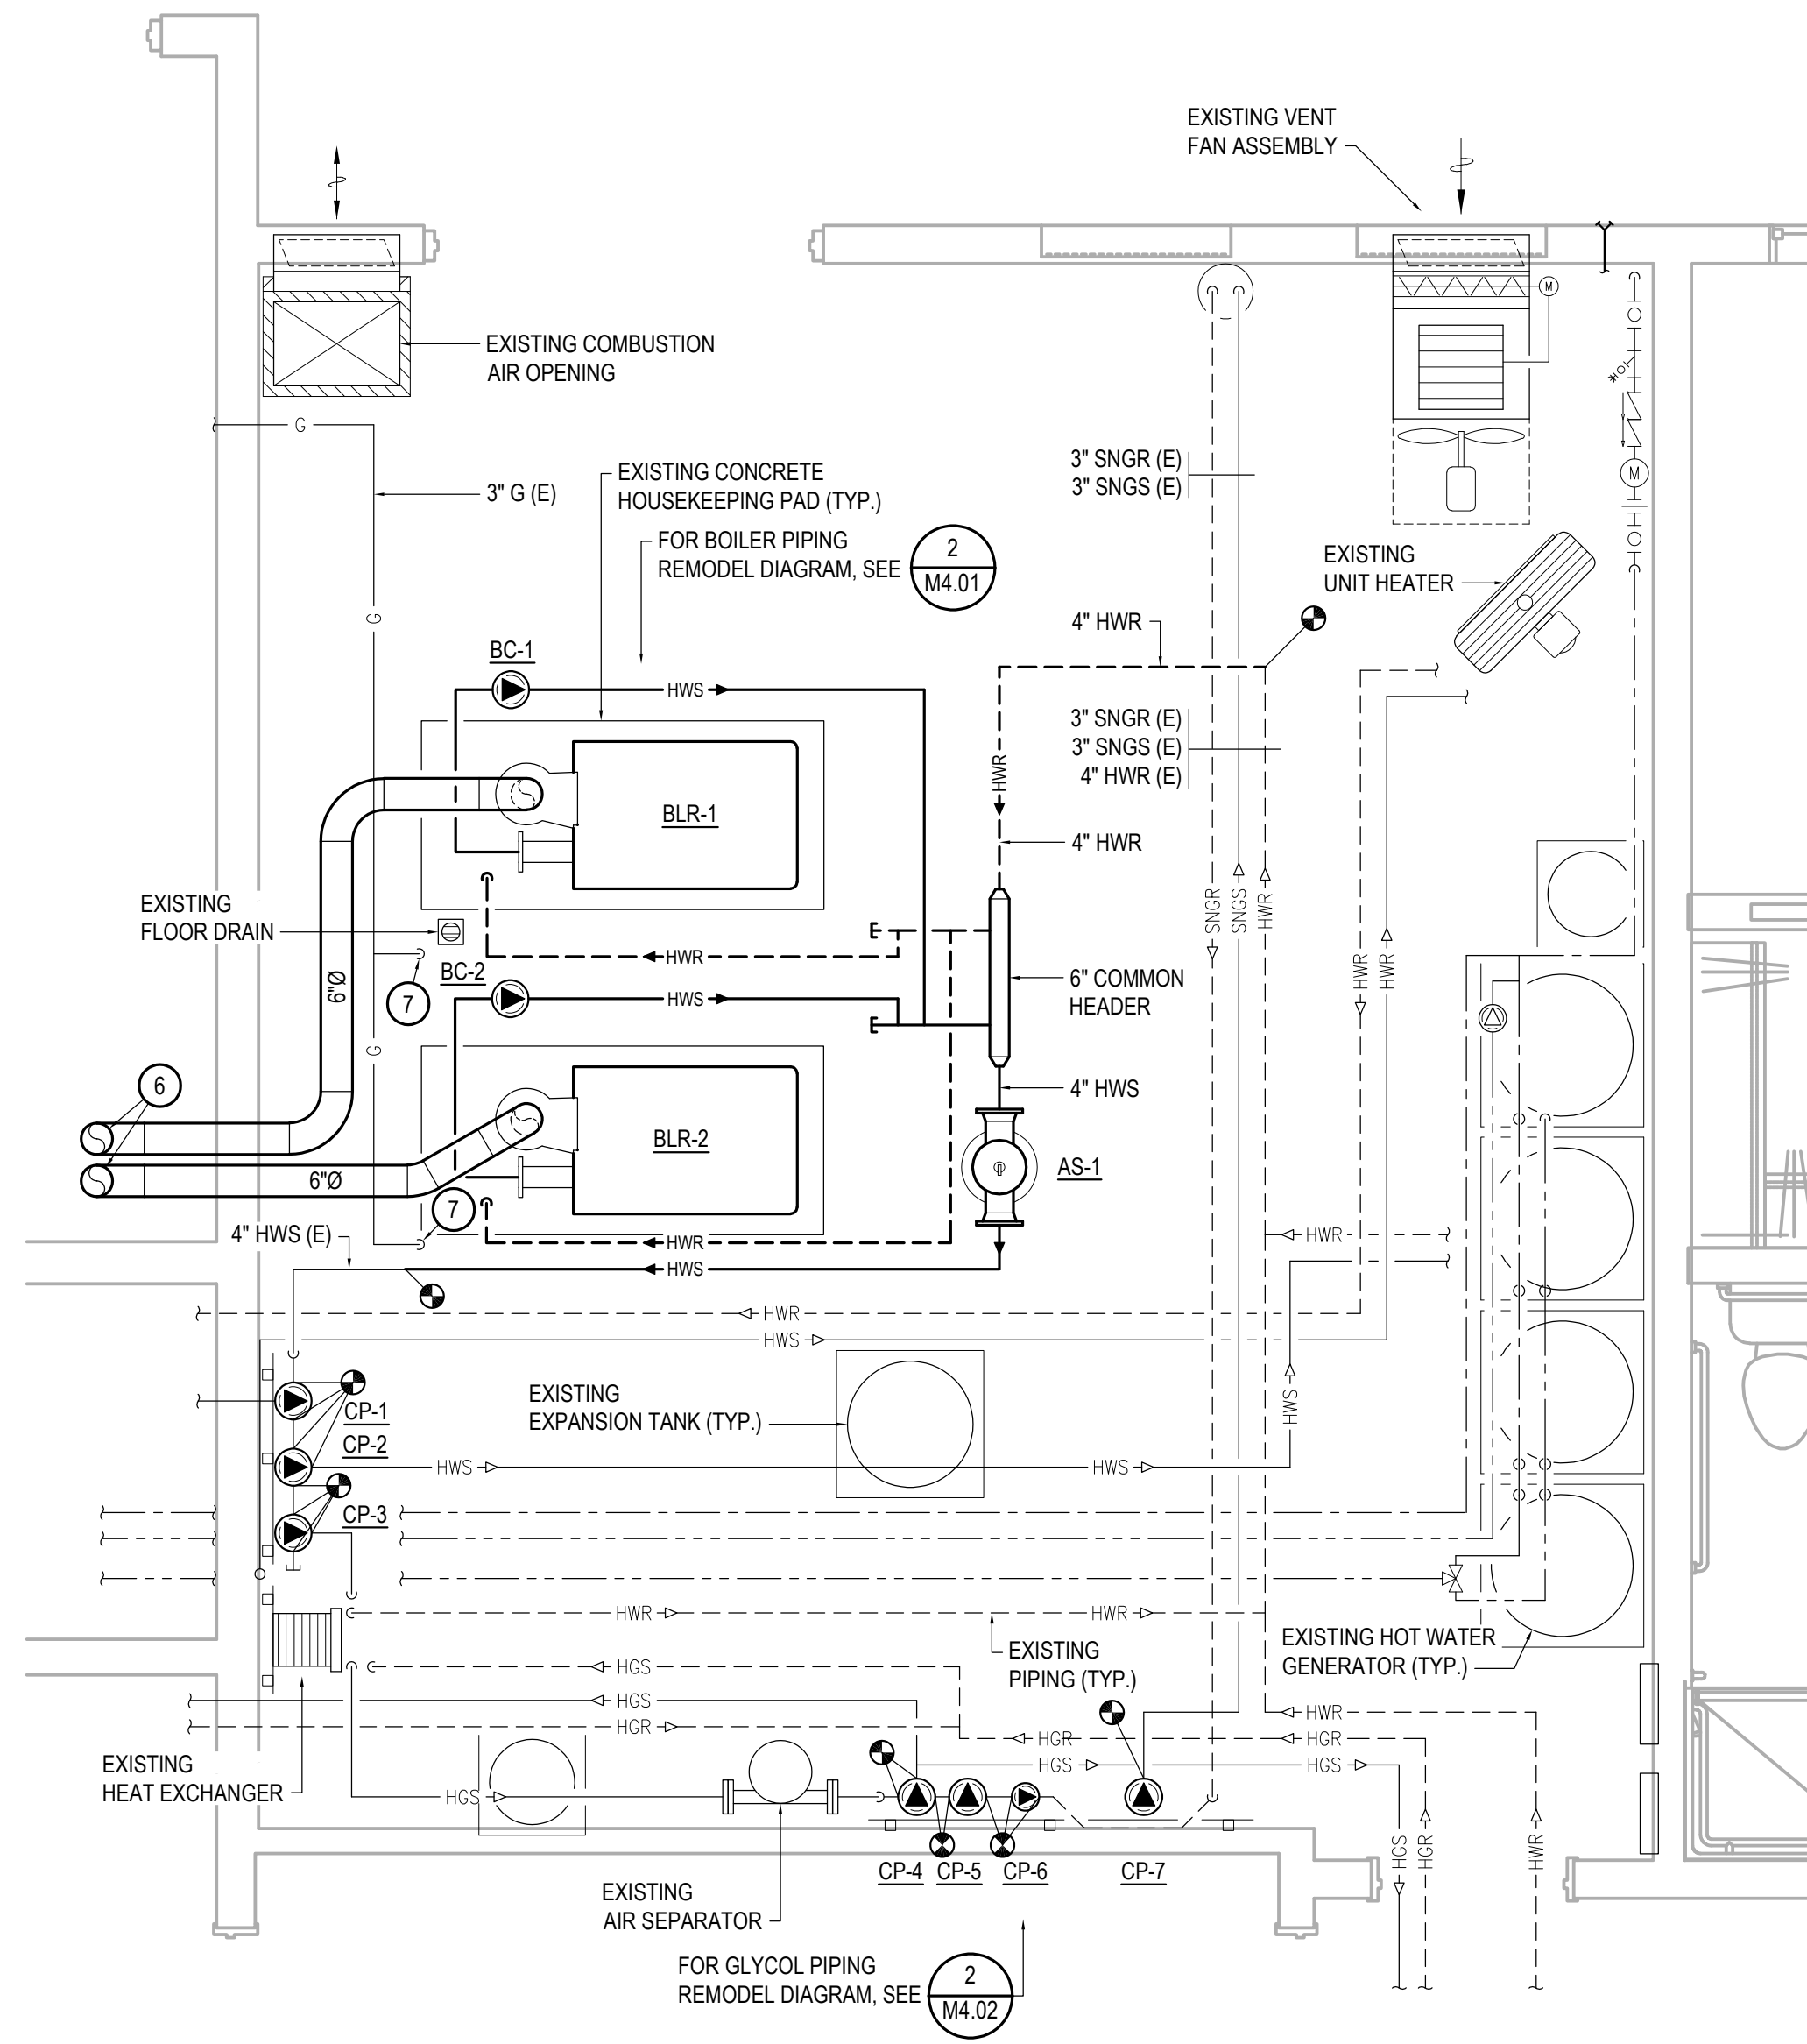 EXISTING VENT
FAN ASSEMBLY
M
EXISTING COMBUSTION
AIR OPENING
G
3" G (E)
EXISTING CONCRETE
HOUSEKEEPING PAD (TYP.)
3" SNGR (E)
3" SNGS (E)
M
FOR BOILER PIPING
REMODEL DIAGRAM, SEE
2
M4.01
EXISTING
UNIT HEATER
G
4" HWR
BC-1
HWS
3" SNGR (E)
3" SNGS (E)
4" HWR (E)
HWR
BLR-1
4" HWR
EXISTING
FLOOR DRAIN
SNGR
SNGS
HWR
HWR
HWR
HWR
BC-2
6"Ø
7
HWS
6" COMMON
HEADER
G
6
4" HWS
BLR-2
AS-1
6"Ø
7
4" HWS (E)
HWR
HWR
HWS
HWR
HWS
EXISTING
EXPANSION TANK (TYP.)
HWS
CP-1
CP-2
HWS
HWS
CP-3
HWR
HWR
EXISTING
PIPING (TYP.)
EXISTING HOT WATER
GENERATOR (TYP.)
HGS
HGS
HGR
HWR
HGR
HGR
HGS
HGS
EXISTING
HEAT EXCHANGER
HGS
HGS
HGR
HWR
CP-4
CP-5
CP-6
CP-7
EXISTING
AIR SEPARATOR
FOR GLYCOL PIPING
REMODEL DIAGRAM, SEE
2
M4.02